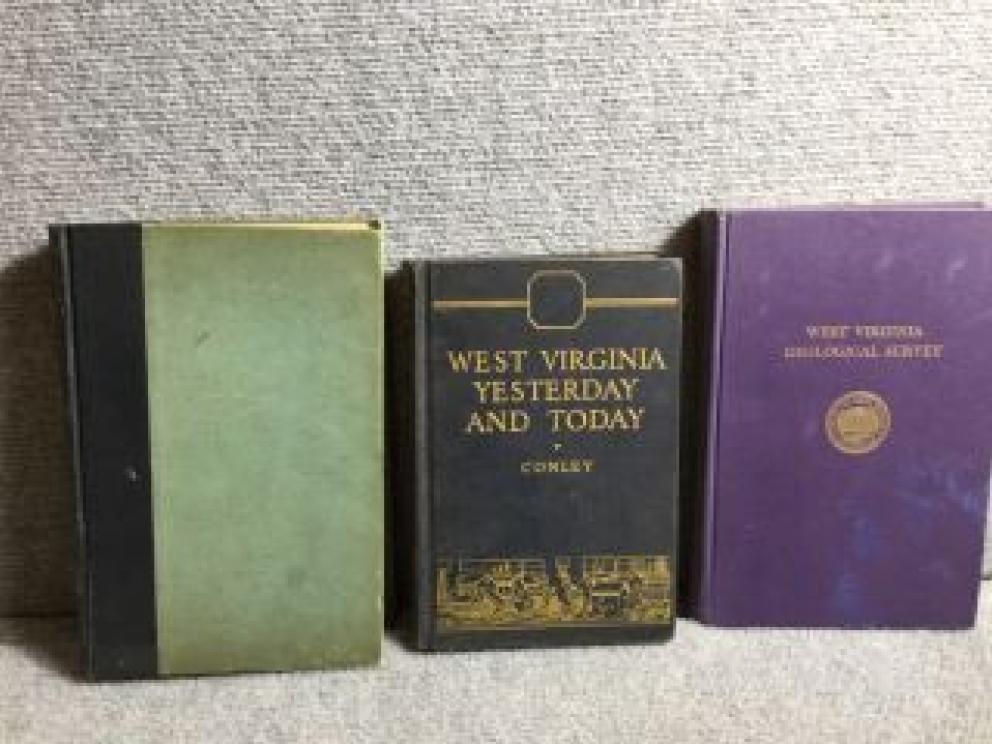 WEST VIRGINIA
YESTERDAY
AND TODAY
CONLEY
WEST VIRGINIA
GEOLOGICAL SURVEY